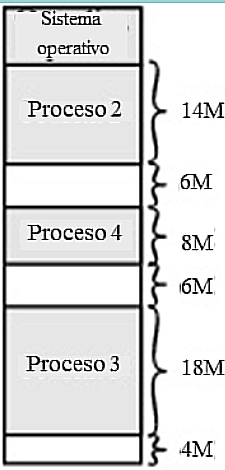 Sistema
operativo
Proceso 2
14M
6M
Proceso 4
8M
6M
Proceso 3
18M
4M